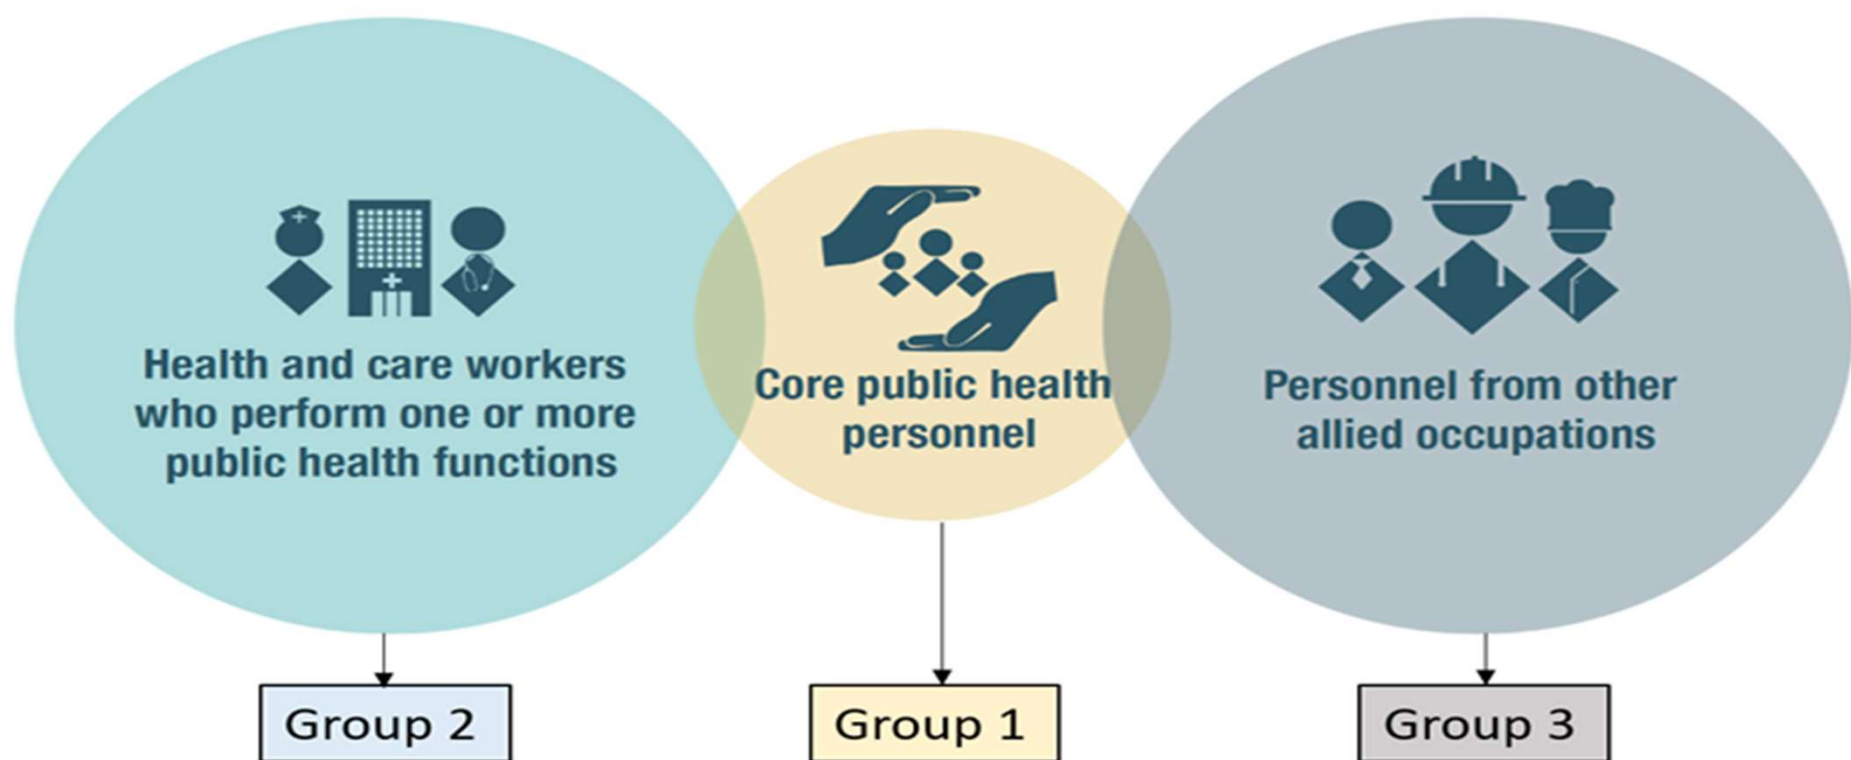 Health and care workers
who perform one or more
public health functions
Core public health
personnel
Personnel from other
allied occupations
Group 2
Group 1
Group 3